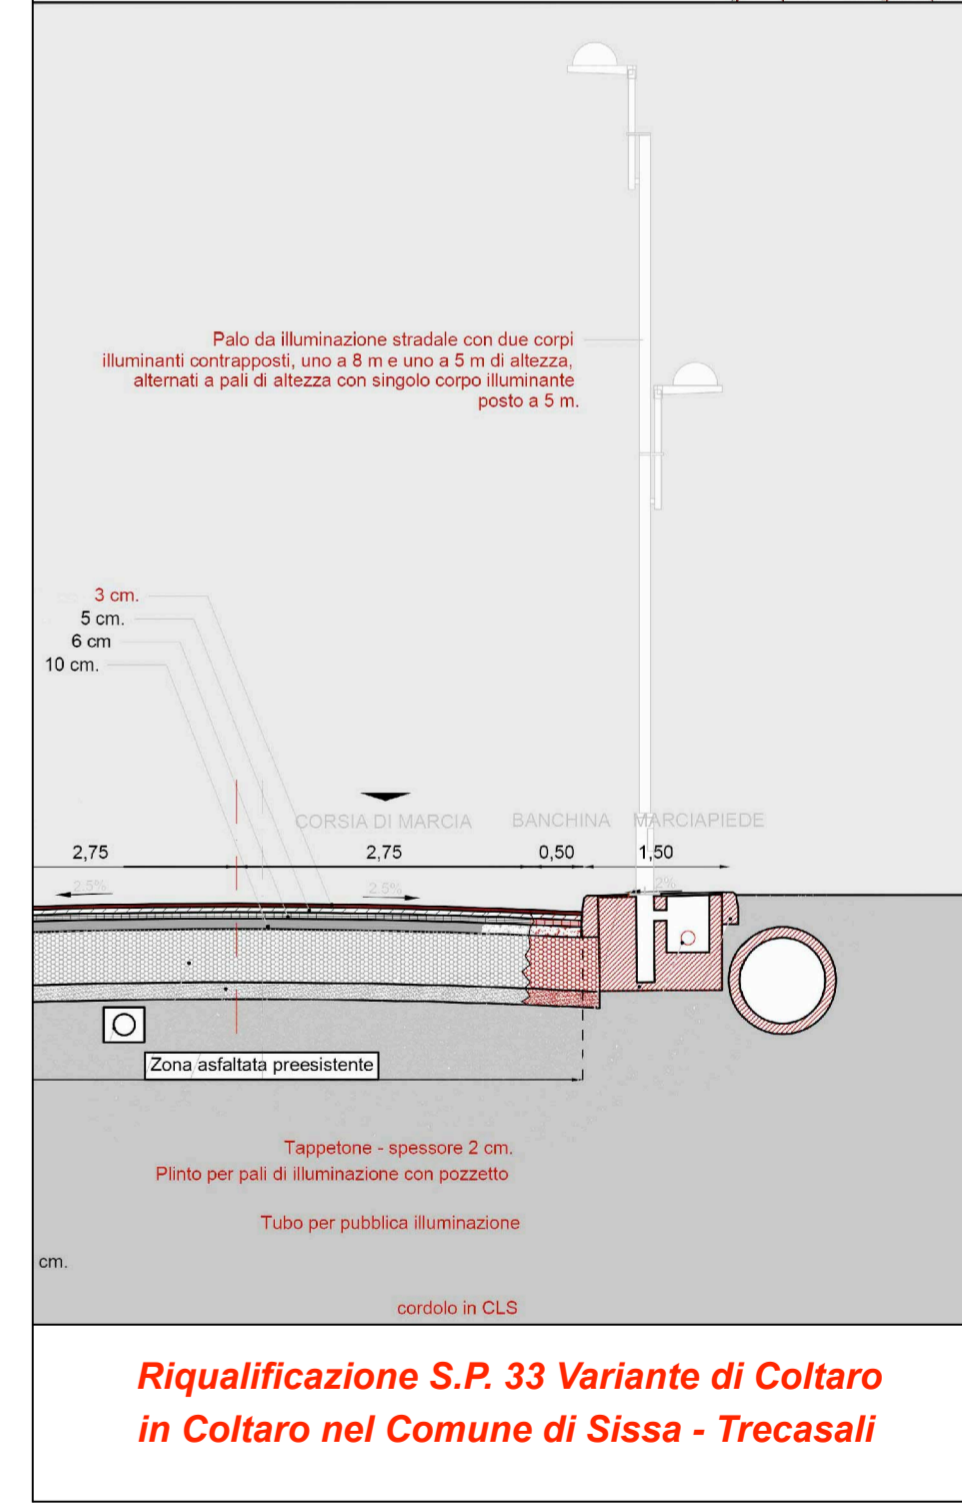 Palo da illuminazione stradale con due corpi
illuminanti contrapposti, uno a 8 m e uno a 5 m di altezza,
alternati a pali di altezza con singolo corpo illuminante
posto a 5 m.
3 cm.
5 cm.
6 cm
10 cm.
CORSIA DI MARCIA BANCHINA MARCIAPIEDE
2,75 2,75 0,50 1,50
2.5% 2.5% 2%
Zona asfaltata preesistente
Tappetone - spessore 2 cm.
Plinto per pali di illuminazione con pozzetto
Tubo per pubblica illuminazione
cm.
cordolo in CLS
Riqualificazione S.P. 33 Variante di Coltaro
in Coltaro nel Comune di Sissa - Trecasali